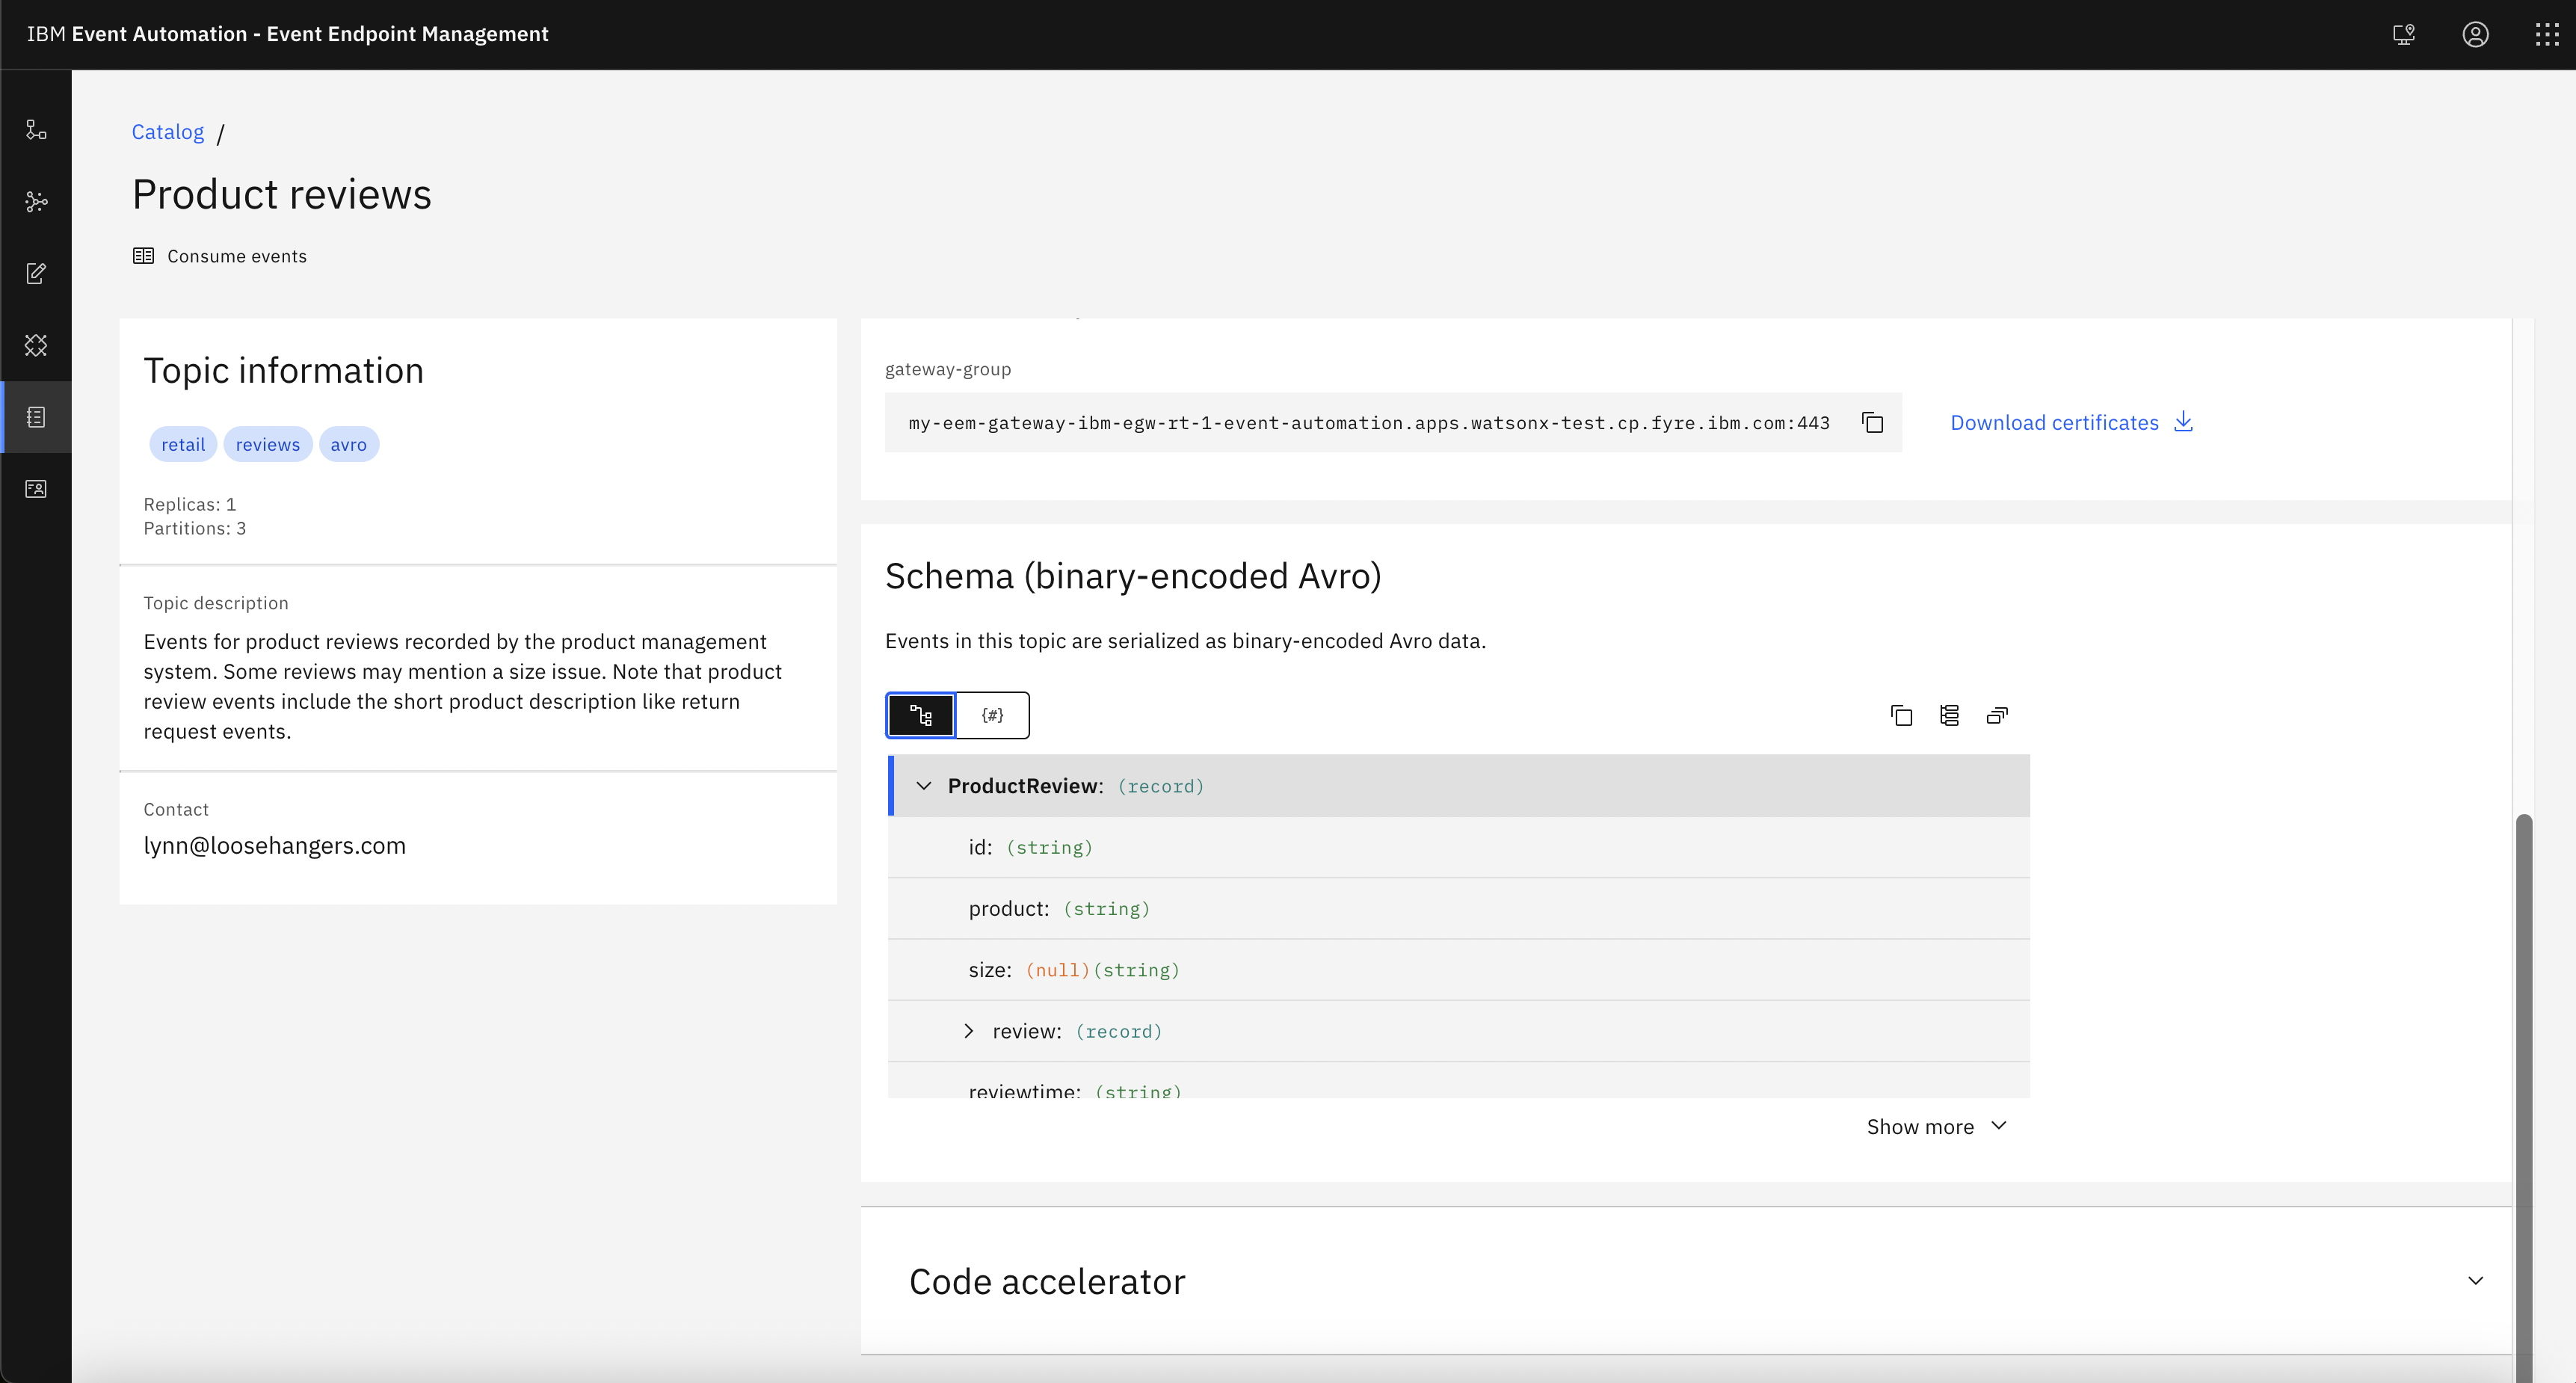 IBM Event Automation - Event Endpoint Management
Catalog /
Product reviews
Consume events
Topic information
retail reviews avro
Replicas: 1
Partitions: 3
Topic description
Events for product reviews recorded by the product management
system. Some reviews may mention a size issue. Note that product
review events include the short product description like return
request events.
Contact
lynn@loosehangers.com
gateway-group
my-eem-gateway-ibm-egw-rt-1-event-automation.apps.watsonx-test.cp.fyre.ibm.com:443
Download certificates
Schema (binary-encoded Avro)
Events in this topic are serialized as binary-encoded Avro data.
{#}
ProductReview: (record)
id: (string)
product: (string)
size: (null)(string)
review: (record)
reviewtime: (string)
Show more
Code accelerator